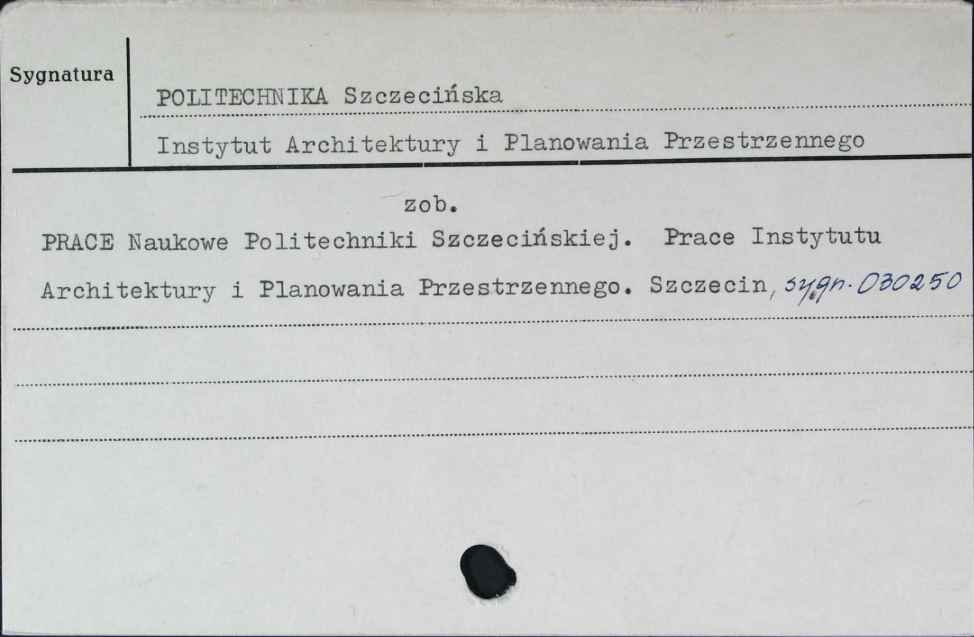 Sygnatura
POLITECHNIKA Szczecińska
Instytut Architektury i Planowania Przestrzennego
zob.
PRACE Naukowe Politechniki Szczecińskiej. Prace Instytutu
Architektury i Planowania Przestrzennego. Szczecin, sygn. 030250